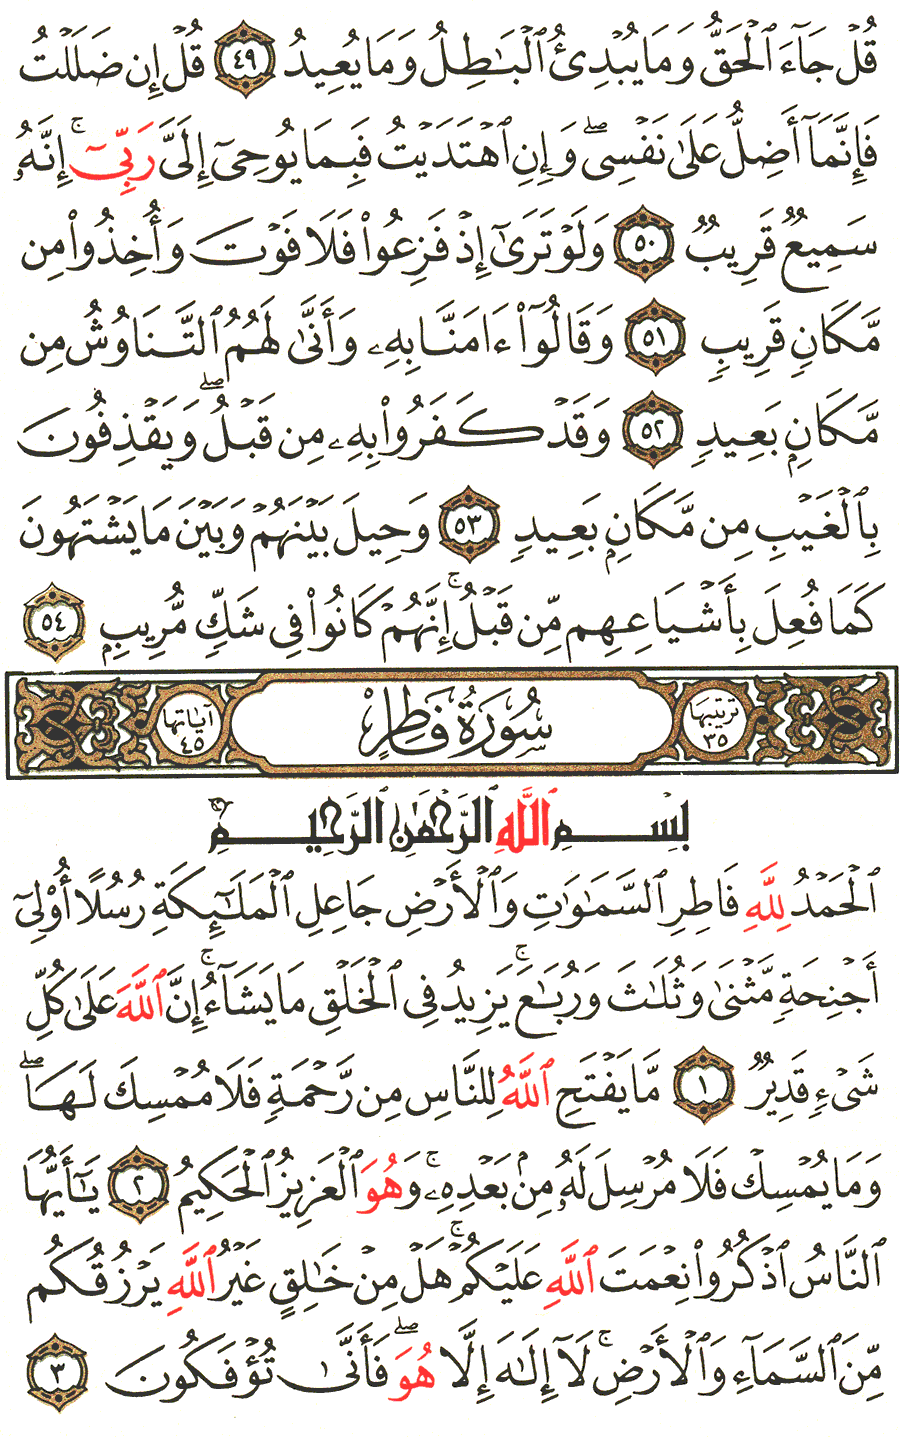 قُلْ جَآءَ ٱلْحَقُّ وَمَا يُبْدِئُ ٱلْبَٰطِلُ وَمَا يُعِيدُ ٤٩ قُلْ إِن ضَلَلْتُ
فَإِنَّمَآ أَضِلُّ عَلَىٰ نَفْسِى ۖ وَإِنِ ٱهْتَدَيْتُ فَبِمَا يُوحِىٓ إِلَىَّ رَبِّىٓ ۚ إِنَّهُۥ
سَمِيعٌ قَرِيبٌ ٥٠ وَلَوْ تَرَىٰٓ إِذْ فَزِعُوا۟ فَلَا فَوْتَ وَأُخِذُوا۟ مِن
مَّكَانٍ قَرِيبٍ ٥١ وَقَالُوٓا۟ ءَامَنَّا بِهِۦ وَأَنَّىٰ لَهُمُ ٱلتَّنَاوُشُ مِن
مَّكَانٍۭ بَعِيدٍ ٥٢ وَقَدْ كَفَرُوا۟ بِهِۦ مِن قَبْلُ ۖ وَيَقْذِفُونَ
بِٱلْغَيْبِ مِن مَّكَانٍۭ بَعِيدٍ ٥٣ وَحِيلَ بَيْنَهُمْ وَبَيْنَ مَا يَشْتَهُونَ
كَمَا فُعِلَ بِأَشْيَاعِهِم مِّن قَبْلُ ۚ إِنَّهُمْ كَانُوا۟ فِى شَكٍّ مُّرِيبٍۭ ٥٤
ترتيبها ٣٥ سُورَةُ فَاطِرٍ آياتها ٤٥
بِسْمِ ٱللَّهِ ٱلرَّحْمَٰنِ ٱلرَّحِيمِ
ٱلْحَمْدُ لِلَّهِ فَاطِرِ ٱلسَّمَٰوَٰتِ وَٱلْأَرْضِ جَاعِلِ ٱلْمَلَٰٓئِكَةِ رُسُلًا أُو۟لِىٓ
أَجْنِحَةٍ مَّثْنَىٰ وَثُلَٰثَ وَرُبَٰعَ ۚ يَزِيدُ فِى ٱلْخَلْقِ مَا يَشَآءُ ۚ إِنَّ ٱللَّهَ عَلَىٰ كُلِّ
شَىْءٍ قَدِيرٌ ١ مَّا يَفْتَحِ ٱللَّهُ لِلنَّاسِ مِن رَّحْمَةٍ فَلَا مُمْسِكَ لَهَا ۖ
وَمَا يُمْسِكْ فَلَا مُرْسِلَ لَهُۥ مِنۢ بَعْدِهِۦ ۚ وَهُوَ ٱلْعَزِيزُ ٱلْحَكِيمُ ٢ يَٰٓأَيُّهَا
ٱلنَّاسُ ٱذْكُرُوا۟ نِعْمَتَ ٱللَّهِ عَلَيْكُمْ ۚ هَلْ مِنْ خَٰلِقٍ غَيْرُ ٱللَّهِ يَرْزُقُكُم
مِّنَ ٱلسَّمَآءِ وَٱلْأَرْضِ ۚ لَآ إِلَٰهَ إِلَّا هُوَ ۖ فَأَنَّىٰ تُؤْفَكُونَ ٣